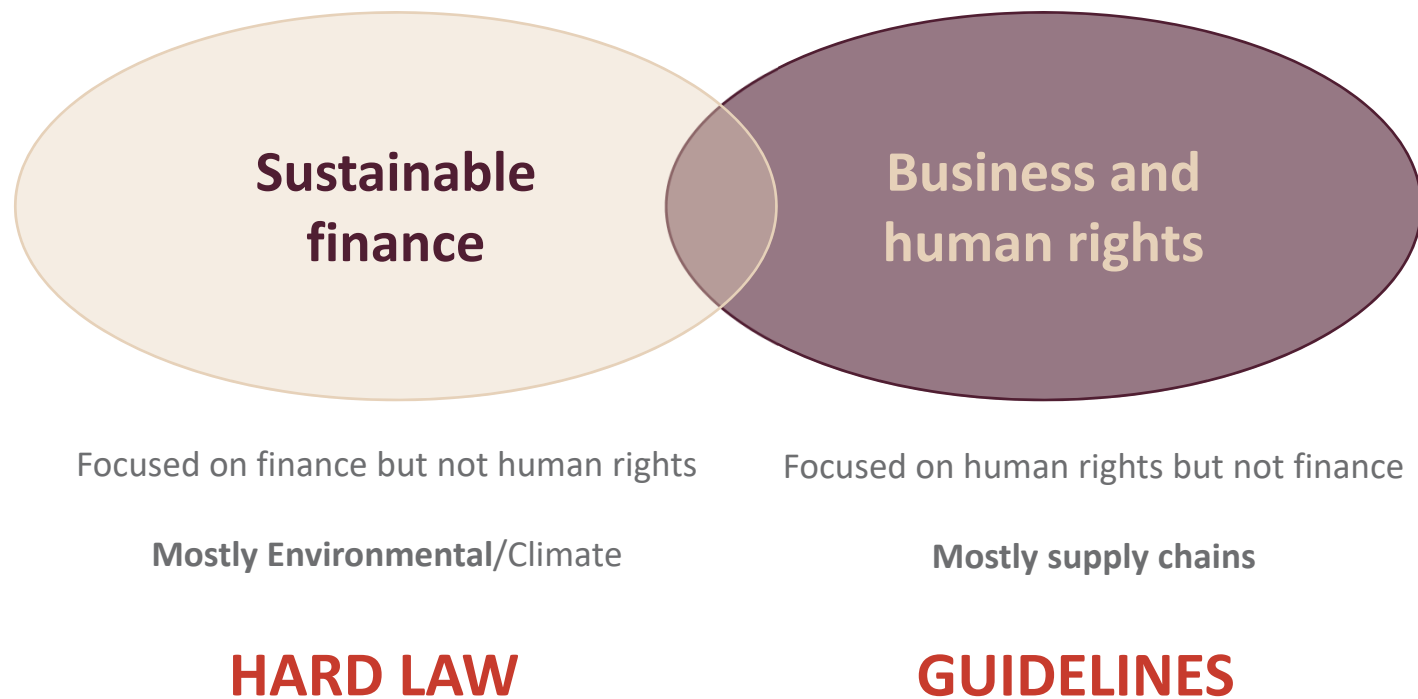 Sustainable
finance
Business and
human rights
Focused on finance but not human rights
Mostly Environmental/Climate
HARD LAW
Focused on human rights but not finance
Mostly supply chains
GUIDELINES